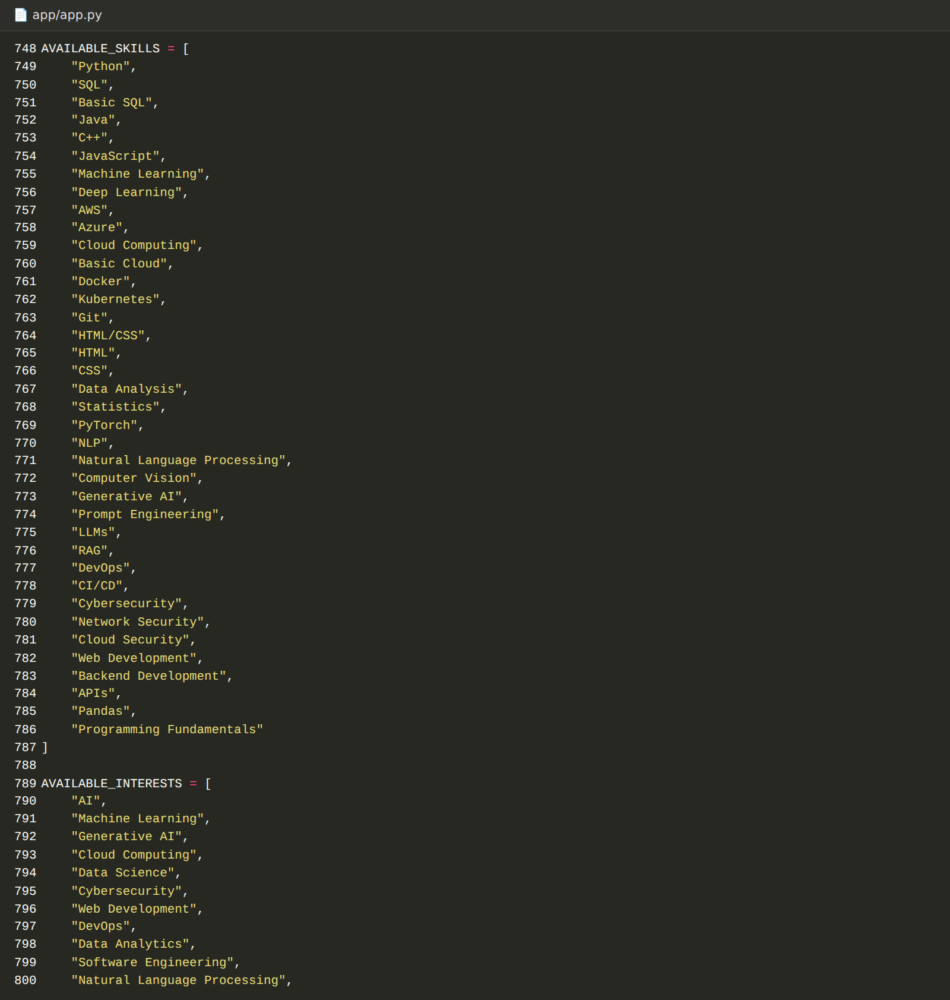 📄 app/app.py
748 AVAILABLE_SKILLS = [
749     "Python",
750     "SQL",
751     "Basic SQL",
752     "Java",
753     "C++",
754     "JavaScript",
755     "Machine Learning",
756     "Deep Learning",
757     "AWS",
758     "Azure",
759     "Cloud Computing",
760     "Basic Cloud",
761     "Docker",
762     "Kubernetes",
763     "Git",
764     "HTML/CSS",
765     "HTML",
766     "CSS",
767     "Data Analysis",
768     "Statistics",
769     "PyTorch",
770     "NLP",
771     "Natural Language Processing",
772     "Computer Vision",
773     "Generative AI",
774     "Prompt Engineering",
775     "LLMs",
776     "RAG",
777     "DevOps",
778     "CI/CD",
779     "Cybersecurity",
780     "Network Security",
781     "Cloud Security",
782     "Web Development",
783     "Backend Development",
784     "APIs",
785     "Pandas",
786     "Programming Fundamentals"
787 ]
788
789 AVAILABLE_INTERESTS = [
790     "AI",
791     "Machine Learning",
792     "Generative AI",
793     "Cloud Computing",
794     "Data Science",
795     "Cybersecurity",
796     "Web Development",
797     "DevOps",
798     "Data Analytics",
799     "Software Engineering",
800     "Natural Language Processing",